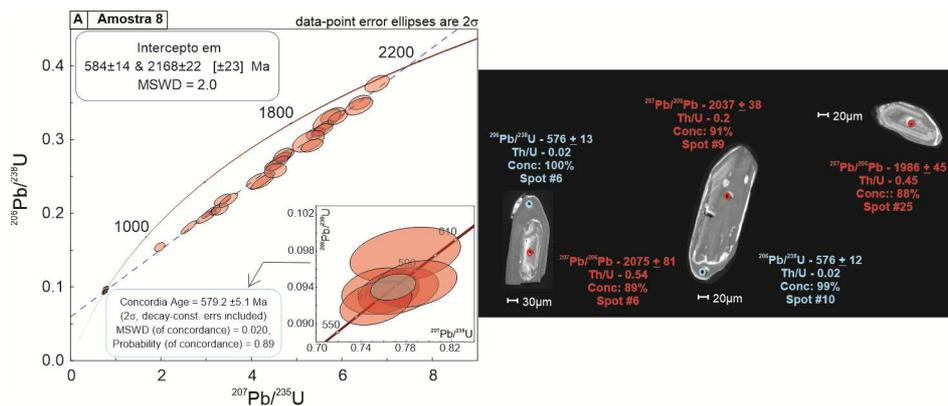 A Amostra 8
data-point error ellipses are 2σ
Intercepto em
584±14 & 2168±22 [±23] Ma
MSWD = 2.0
2200
1800
1000
0.4
0.3
0.2
0.1
0.0
0 2 4 6 8
²⁰⁶Pb/²³⁸U
²⁰⁷Pb/²³⁵U
Concordia Age = 579.2 ±5.1 Ma
(2σ, decay-const. errs included)
MSWD (of concordance) = 0.020,
Probability (of concordance) = 0.89
0.102
0.098
0.094
0.090
0.70 0.74 0.78 0.82
610
590
550
²⁰⁶Pb/²³⁸U
²⁰⁷Pb/²³⁵U
²⁰⁶Pb/²³⁸U - 576 ± 13
Th/U - 0.02
Conc: 100%
Spot #6
30µm
²⁰⁷Pb/²⁰⁶Pb - 2075 ± 81
Th/U - 0.54
Conc: 89%
Spot #6
²⁰⁷Pb/²⁰⁶Pb - 2037 ± 38
Th/U - 0.2
Conc: 91%
Spot #9
20µm
²⁰⁶Pb/²³⁸U - 576 ± 12
Th/U - 0.02
Conc: 99%
Spot #10
20µm
²⁰⁷Pb/²⁰⁶Pb - 1986 ± 45
Th/U - 0.45
Conc:: 88%
Spot #25